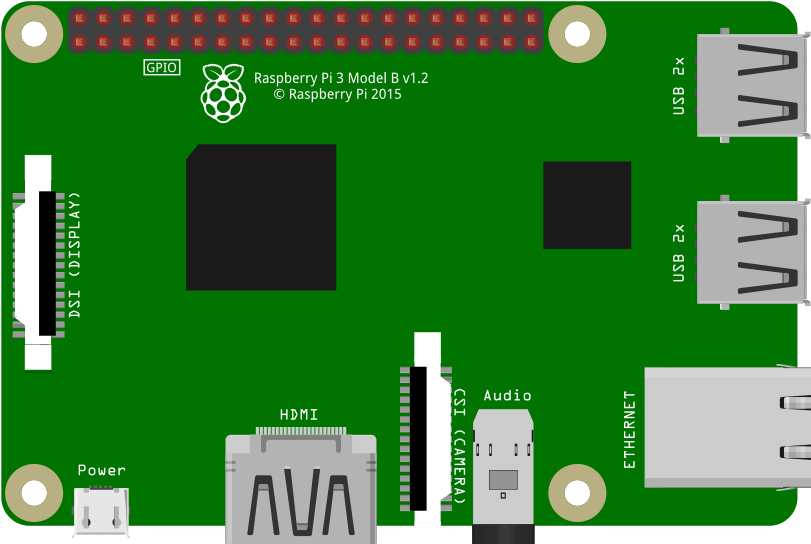 GPIO
Raspberry Pi 3 Model B v1.2
© Raspberry Pi 2015
USB 2x
DSI (DISPLAY)
USB 2x
HDMI
Audio
CSI (CAMERA)
ETHERNET
Power